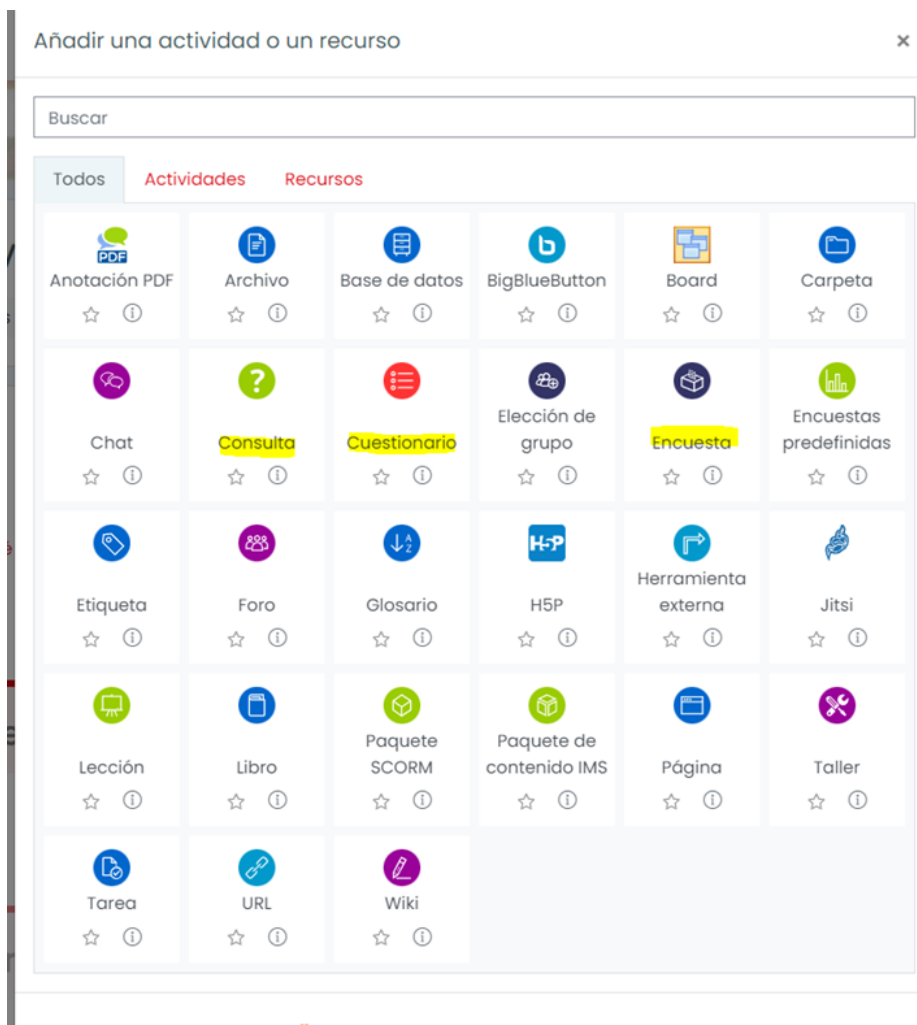 Añadir una actividad o un recurso ×
Buscar
Todos Actividades Recursos
PDF
Anotación PDF
Archivo
Base de datos
b
BigBlueButton
Board
Carpeta
Chat
?
Consulta
Cuestionario
Elección de
grupo
Encuesta
Encuestas
predefinidas
Etiqueta
Foro
A
Z
Glosario
H5P
H5P
Herramienta
externa
Jitsi
Lección
Libro
Paquete
SCORM
Paquete de
contenido IMS
Página
Taller
Tarea
URL
Wiki